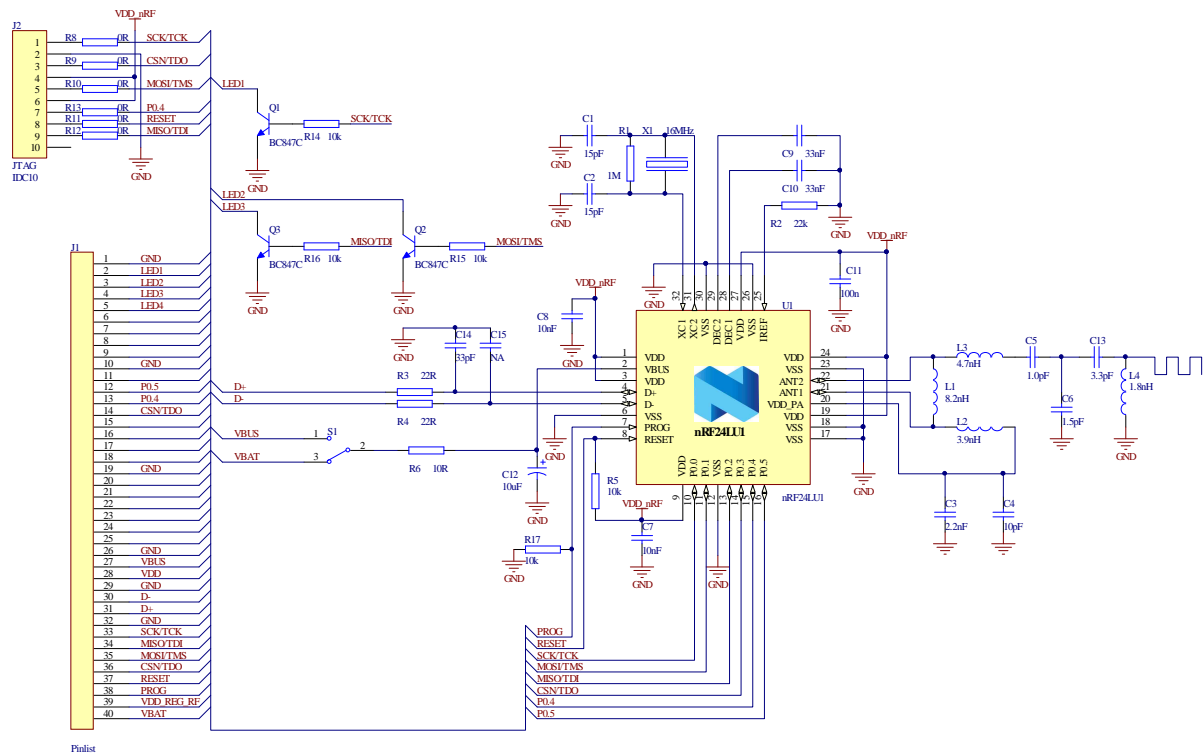 VDD_nRF
J2
1 R8 0R SCK/TCK
2
3 R9 0R CSN/TDO
4
5 R10 0R MOSI/TMS
6
7 R13 0R P0.4
8 R11 0R RESET
9 R12 0R MISO/TDI
10
JTAG
IDC10
GND
LED1
Q1
BC847C
R14 10k
SCK/TCK
GND
LED2
LED3
Q3
BC847C
R16 10k
MISO/TDI
GND
Q2
BC847C
R15 10k
MOSI/TMS
GND
C1
15pF
GND
C2
15pF
GND
R1
1M
X1
16MHz
C9
33nF
C10 33nF
R2 22k
GND
VDD_nRF
C11
100n
GND
GND
J1
1 GND
2 LED1
3 LED2
4 LED3
5 LED4
6
7
8
9
10 GND
11
12 P0.5
13 P0.4
14 CSN/TDO
15
16
17
18
19 GND
20
21
22
23
24
25
26 GND
27 VBUS
28 VDD
29 GND
30 D-
31 D+
32 GND
33 SCK/TCK
34 MISO/TDI
35 MOSI/TMS
36 CSN/TDO
37 RESET
38 PROG
39 VDD_REG_RF
40 VBAT
Pinlist
D+
D-
R3 22R
R4 22R
GND
C14
33pF
C15
NA
VBUS
VBAT
S1
1
2
3
R6 10R
C12
10uF
+
GND
VDD_nRF
C8
10nF
GND
GND
R5
10k
VDD_nRF
C7
10nF
GND
R17
10k
GND
GND
U1
32 31 30 29 28 27 26 25
XC1 XC2 VSS DEC2 DEC1 VDD VSS IREF
1 VDD
2 VBUS
3 VDD
4 D+
5 D-
6 VSS
7 PROG
8 RESET
nRF24LU1
VDD 24
VSS 23
ANT2 22
ANT1 21
VDD_PA 20
VDD 19
VSS 18
VSS 17
VDD P0.0 P0.1 VSS P0.2 P0.3 P0.4 P0.5
9 10 11 12 13 14 15 16
nRF24LU1
GND
L3
4.7nH
L1
8.2nH
L2
3.9nH
C5
1.0pF
C6
1.5pF
C13
3.3pF
L4
1.8nH
GND
GND
C3
2.2nF
GND
C4
10pF
GND
PROG
RESET
SCK/TCK
MOSI/TMS
MISO/TDI
CSN/TDO
P0.4
P0.5